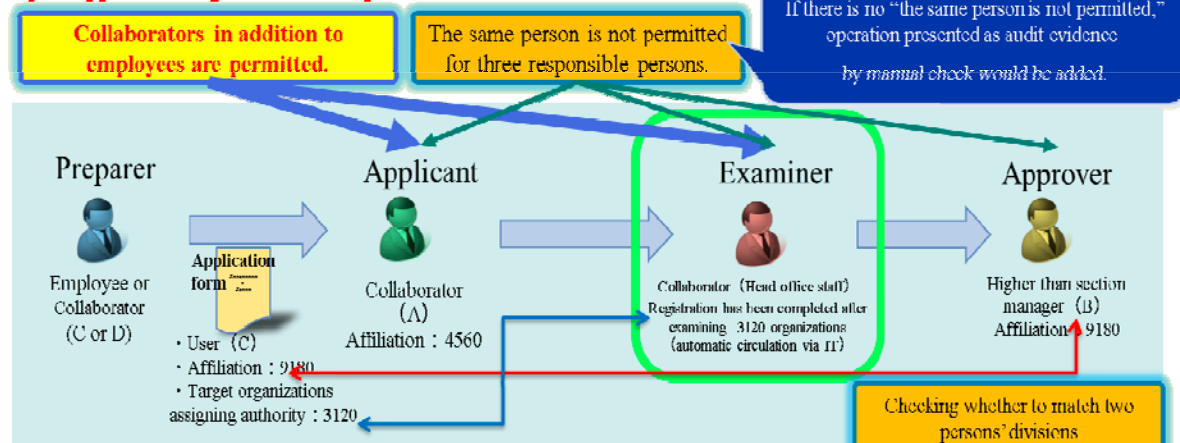 Collaborators in addition to
employees are permitted.
The same person is not permitted
for three responsible persons.
If there is no “the same person is not permitted,”
operation presented as audit evidence
by manual check would be added.
Preparer
Applicant
Examiner
Approver
Application
form
Employee or
Collaborator
(C or D)
・User (C)
・Affiliation：9180
・Target organizations
assigning authority：3120
Collaborator
(A)
Affiliation：4560
Collaborator (Head office staff)
Registration has been completed after
examining 3120 organizations
(automatic circulation via IT)
Higher than section
manager (B)
Affiliation：9180
Checking whether to match two
persons’ divisions